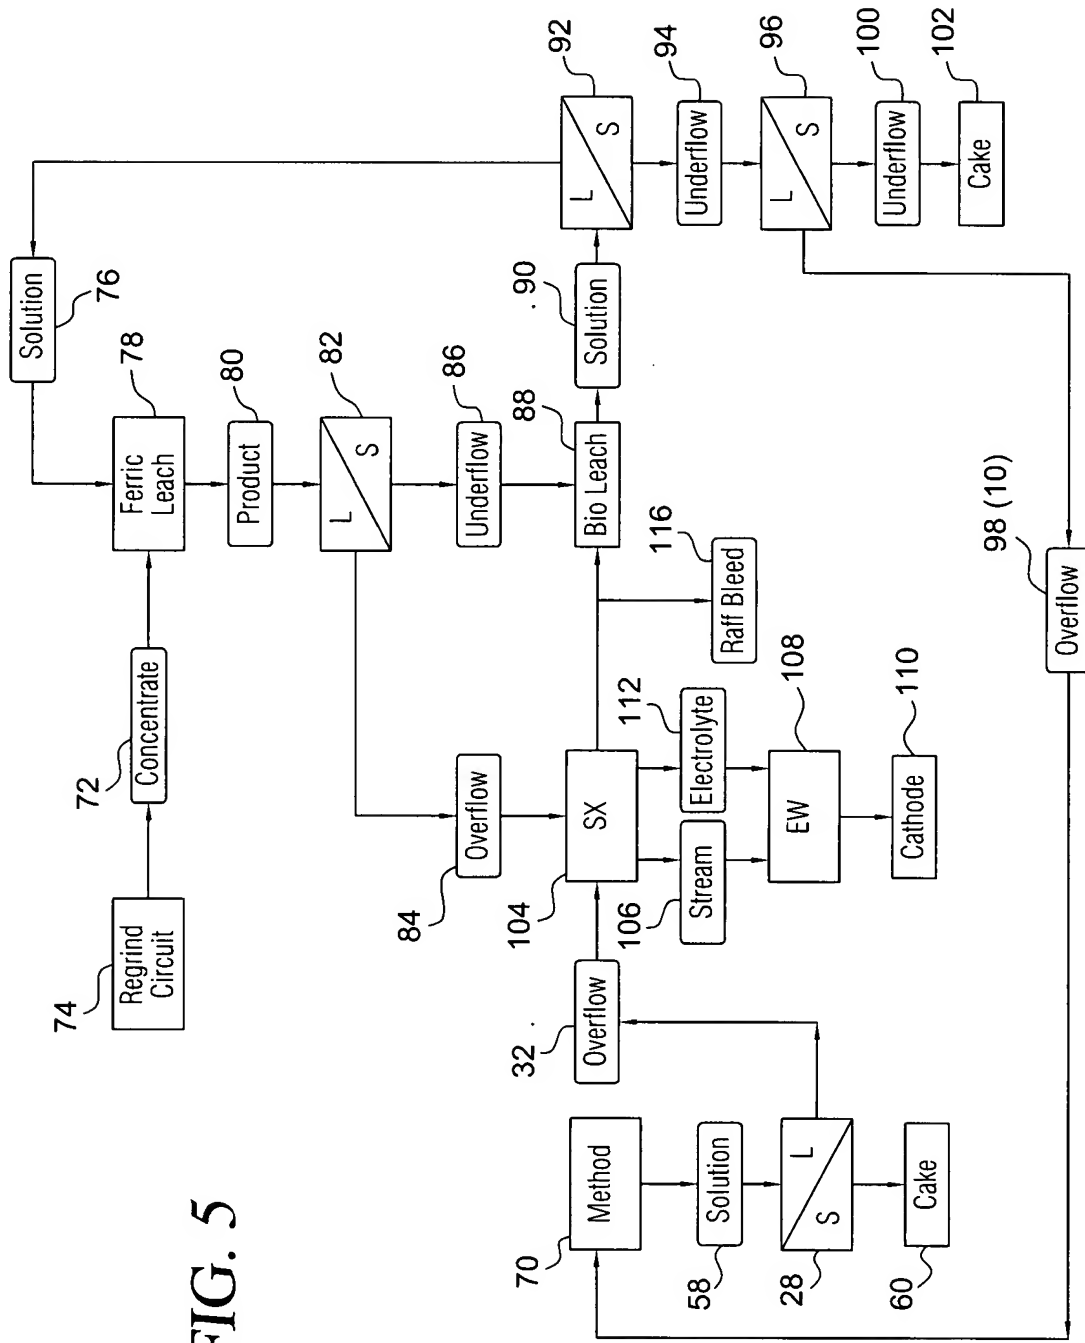 Solution
76
74
Regrind
Circuit
72
Concentrate
Ferric
Leach
78
FIG. 5
Product
80
L
S
82
84
Overflow
Underflow
86
70
Method
32
Overflow
104
SX
Bio Leach
88
Solution
90
L
S
92
58
Solution
106
Stream
Electrolyte
112
Raff Bleed
116
Underflow
94
28
S
L
EW
108
L
S
96
60
Cake
Cathode
110
Underflow
100
Cake
102
98 (10)
Overflow